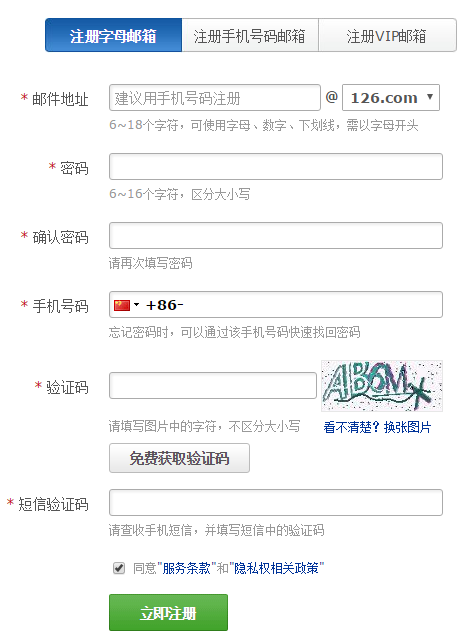 注册字母邮箱 注册手机号码邮箱 注册VIP邮箱
* 邮件地址 建议用手机号码注册 @ 126.com
6~18个字符，可使用字母、数字、下划线，需以字母开头
* 密码
6~16个字符，区分大小写
* 确认密码
请再次填写密码
* 手机号码 +86-
忘记密码时，可以通过该手机号码快速找回密码
* 验证码
请填写图片中的字符，不区分大小写 看不清楚？换张图片
免费获取验证码
* 短信验证码
请查收手机短信，并填写短信中的验证码
同意"服务条款"和"隐私权相关政策"
立即注册